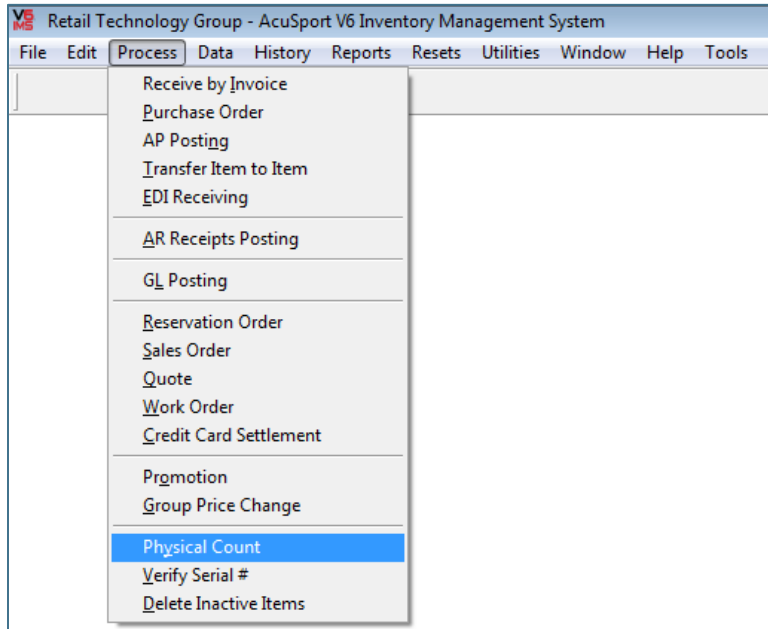 V6 IMS Retail Technology Group - AcuSport V6 Inventory Management System
File Edit Process Data History Reports Resets Utilities Window Help Tools
Receive by Invoice
Purchase Order
AP Posting
Transfer Item to Item
EDI Receiving
AR Receipts Posting
GL Posting
Reservation Order
Sales Order
Quote
Work Order
Credit Card Settlement
Promotion
Group Price Change
Physical Count
Verify Serial #
Delete Inactive Items